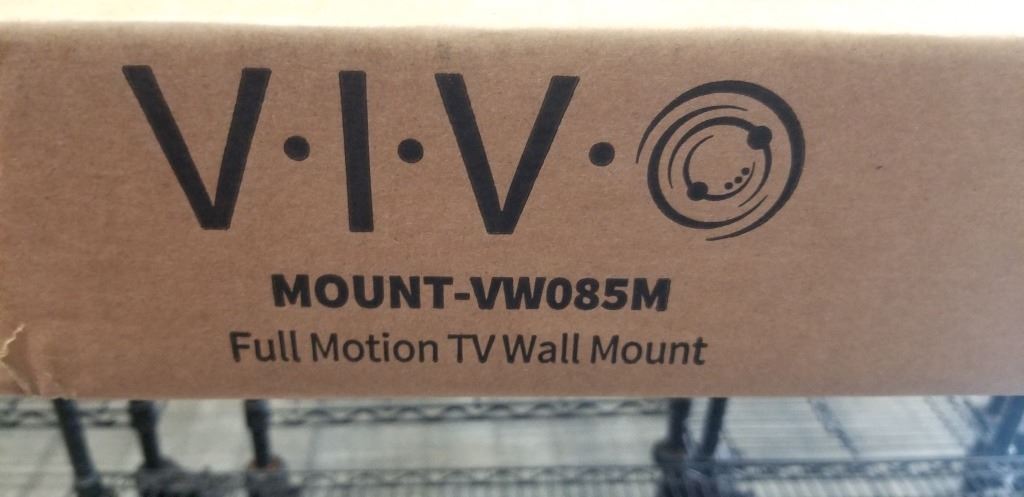 V·I·V·O
MOUNT-VW085M
Full Motion TV Wall Mount